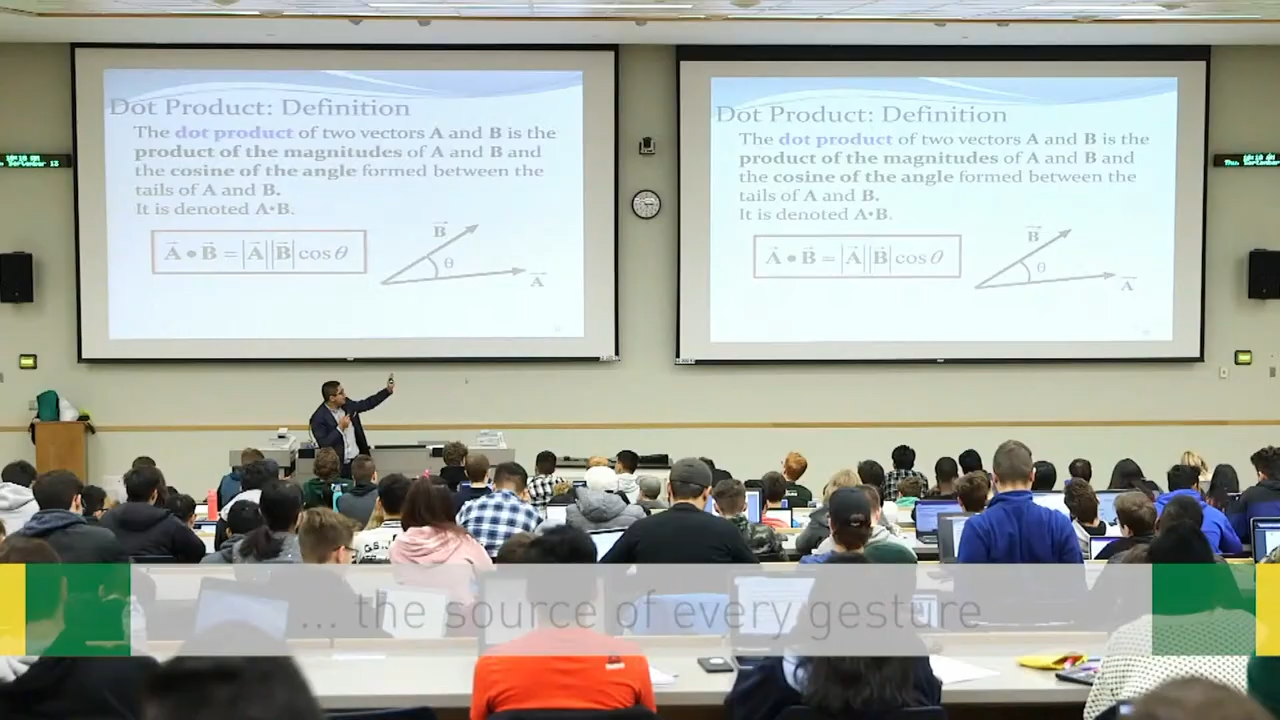 Dot Product: Definition
The dot product of two vectors A and B is the
product of the magnitudes of A and B and
the cosine of the angle formed between the
tails of A and B.
It is denoted A•B.
A • B = |A||B| cos θ
B
θ
A
Dot Product: Definition
The dot product of two vectors A and B is the
product of the magnitudes of A and B and
the cosine of the angle formed between the
tails of A and B.
It is denoted A•B.
A • B = |A||B| cos θ
B
θ
A
... the source of every gesture